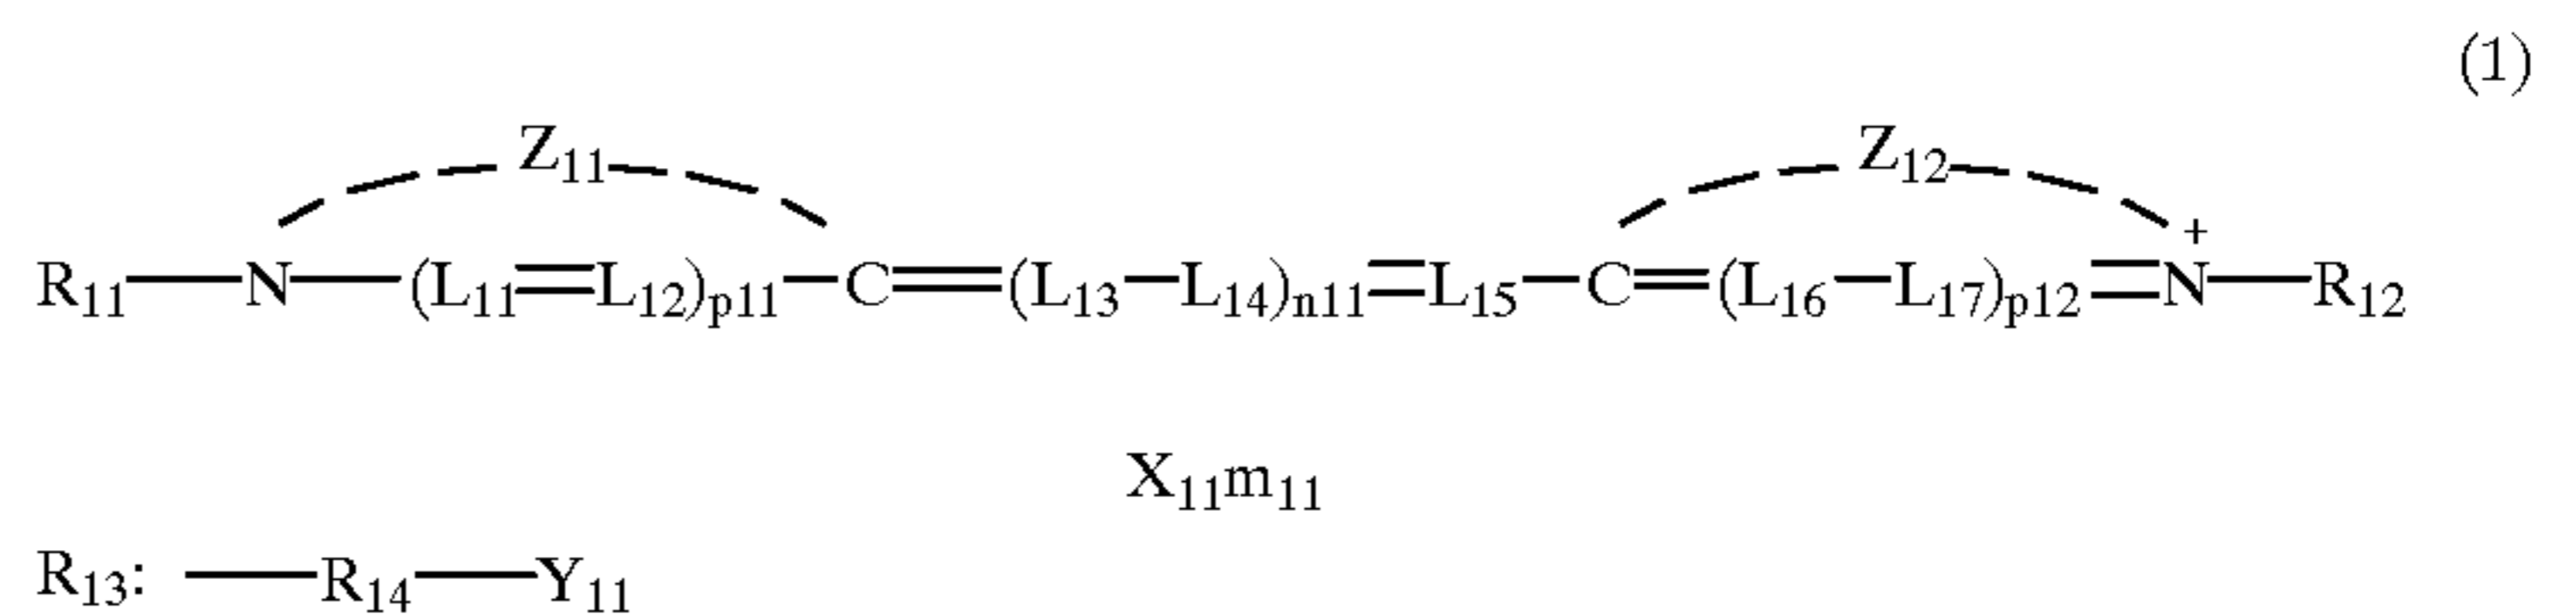 (1)
Z₁₁ Z₁₂
R₁₁—N—(L₁₁=L₁₂)p11—C=(L₁₃—L₁₄)n11=L₁₅—C=(L₁₆—L₁₇)p12=N⁺—R₁₂
X₁₁m₁₁
R₁₃: —R₁₄—Y₁₁